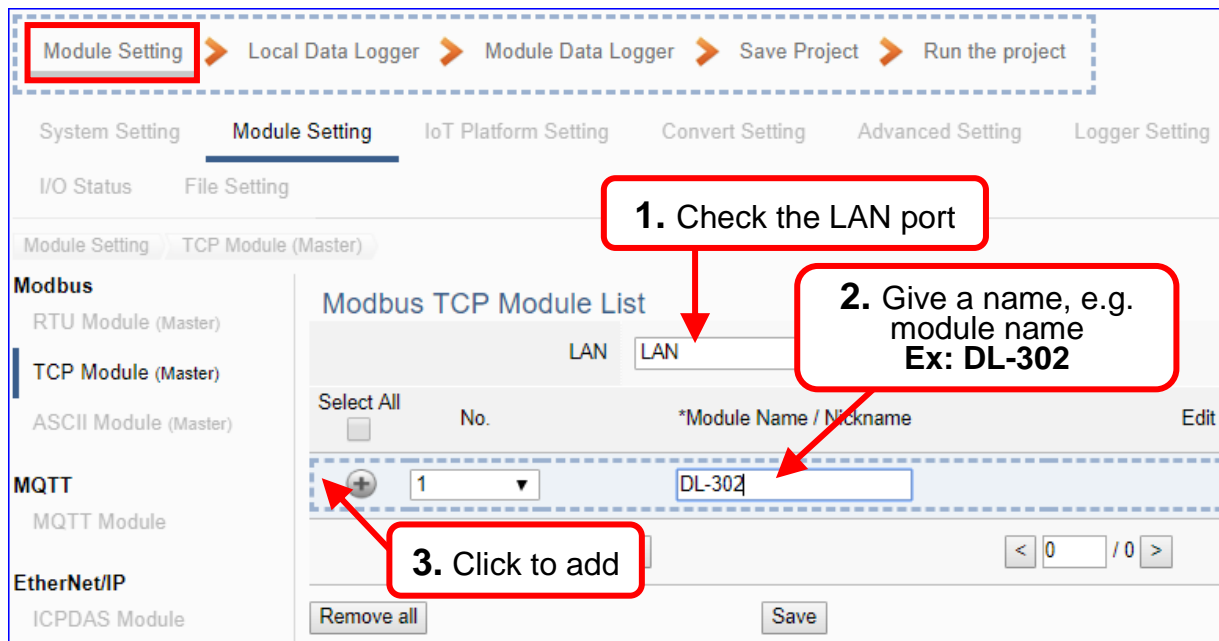 Module Setting Local Data Logger Module Data Logger Save Project Run the project
System Setting Module Setting IoT Platform Setting Convert Setting Advanced Setting Logger Setting
I/O Status File Setting
1. Check the LAN port
Module Setting TCP Module (Master)
Modbus
RTU Module (Master)
TCP Module (Master)
ASCII Module (Master)
MQTT
MQTT Module
EtherNet/IP
ICPDAS Module
Modbus TCP Module List
2. Give a name, e.g.
module name
Ex: DL-302
LAN LAN
Select All No. *Module Name / Nickname Edit
1 DL-302
3. Click to add
< 0 / 0 >
Remove all Save